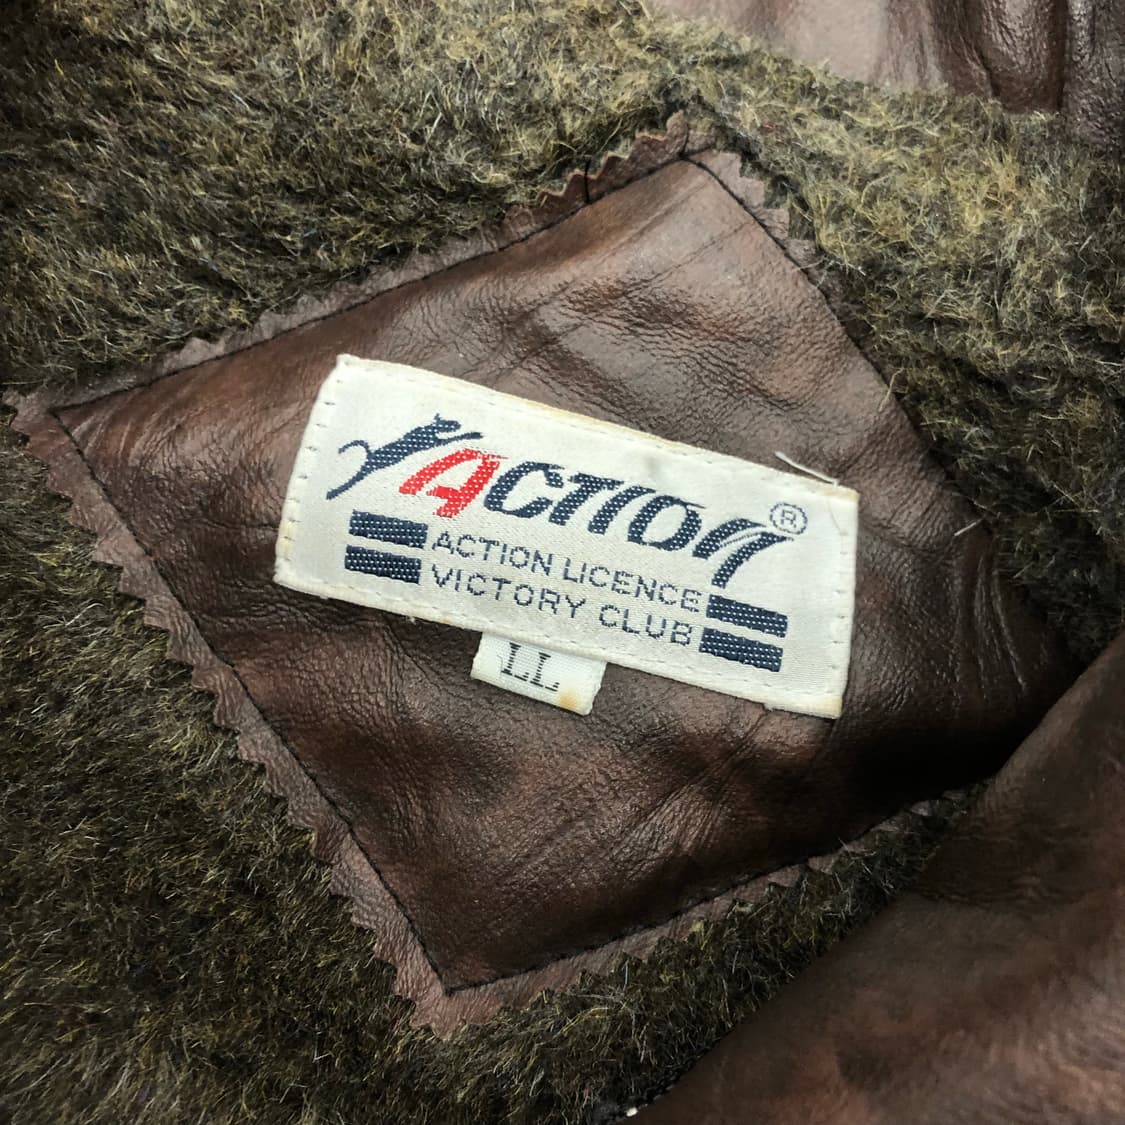 ACTION ®
ACTION LICENCE
VICTORY CLUB
LL